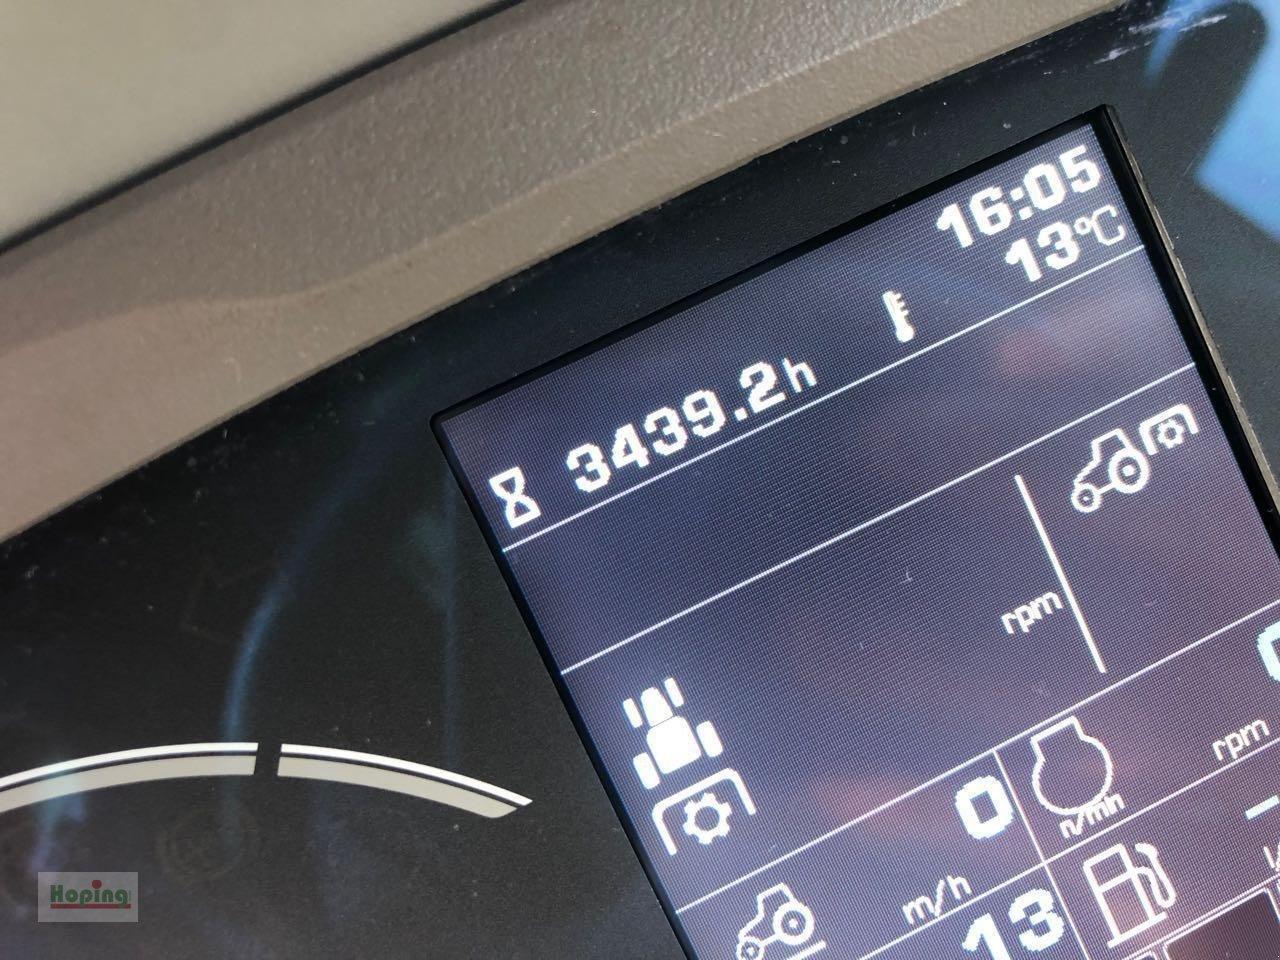 16:05
13°C
3439.2h
rpm
0
rpm
n/min
m/h
13
Hoping